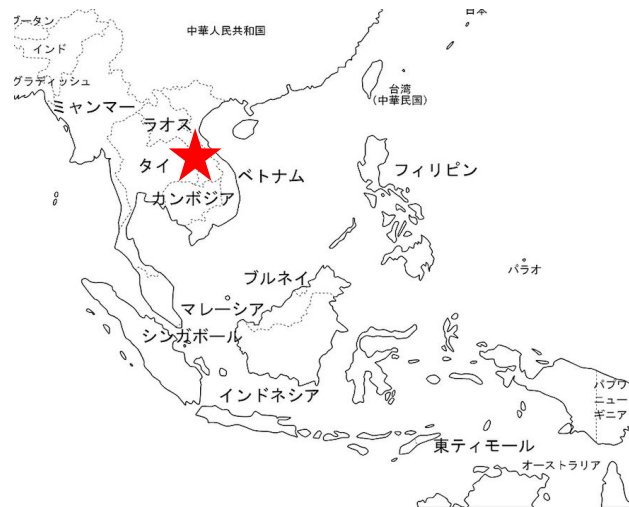 日本
ブータン
中華人民共和国
インド
グラディッシュ
台湾
(中華民国)
ミャンマー
ラオス
タイ
ベトナム
フィリピン
カンボジア
パラオ
ブルネイ
マレーシア
シンガポール
インドネシア
パプワ
ニュー
ギニア
東ティモール
オーストラリア